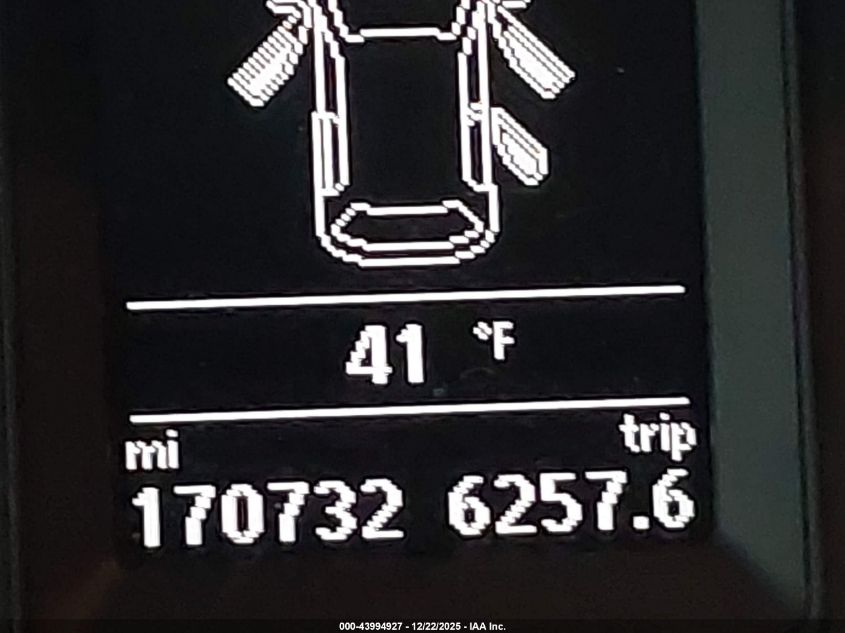 41 °F
mi trip
170732 6257.6
000-43994927 - 12/22/2025 - IAA Inc.